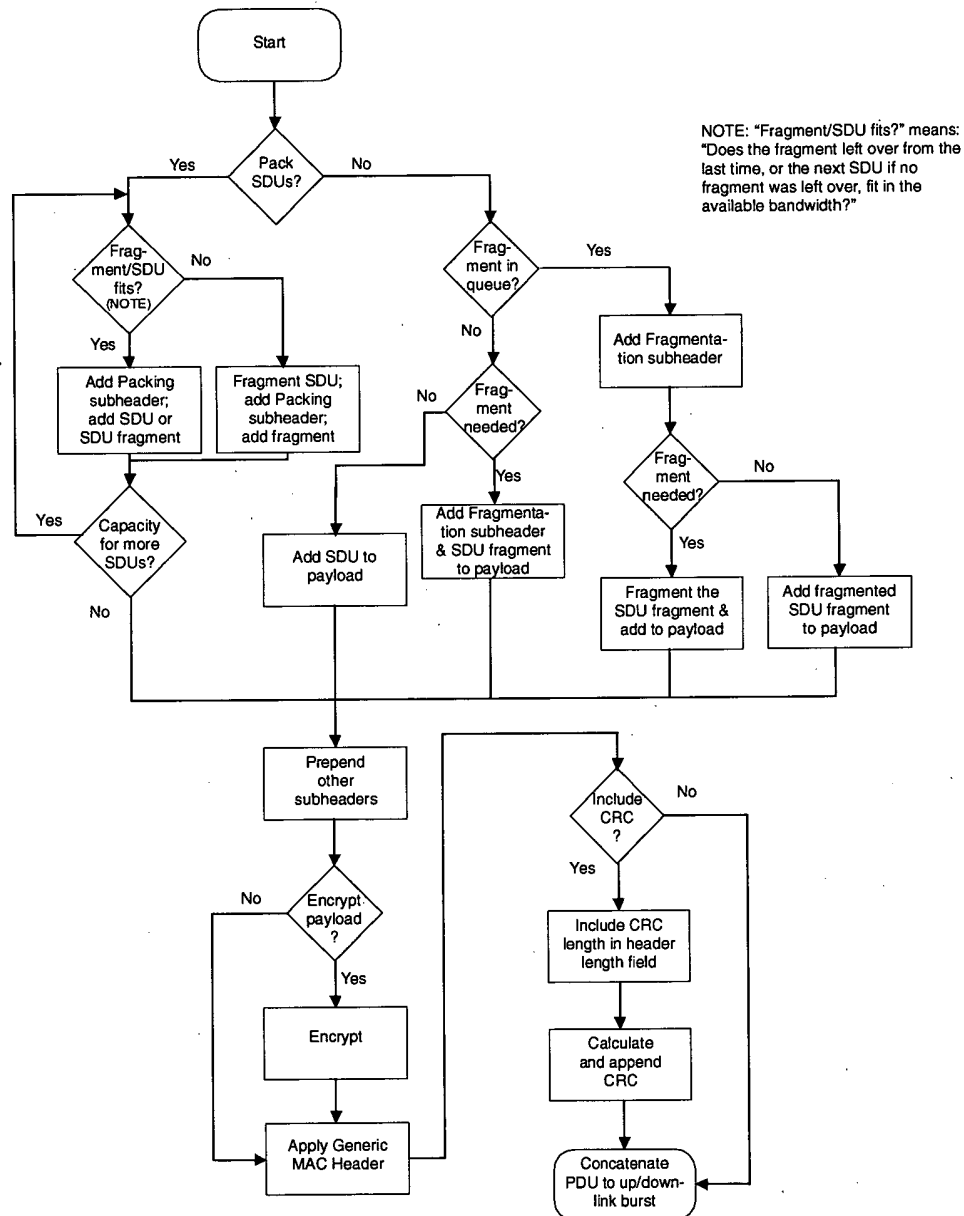 Start
NOTE: "Fragment/SDU fits?" means:
"Does the fragment left over from the
last time, or the next SDU if no
fragment was left over, fit in the
available bandwidth?"
Yes
Pack
SDUs?
No
Frag-
ment/SDU
fits?
(NOTE)
No
Yes
Fragment in
queue?
Yes
No
Add Fragmenta-
tion subheader
Add Packing
subheader;
add SDU or
SDU fragment
Fragment SDU;
add Packing
subheader;
add fragment
No
Frag-
ment
needed?
Yes
Frag-
ment
needed?
No
Yes
Yes
Capacity
for more
SDUs?
No
Add SDU to
payload
Add Fragmenta-
tion subheader
& SDU fragment
to payload
Fragment the
SDU fragment &
add to payload
Add fragmented
SDU fragment
to payload
Prepend
other
subheaders
Include
CRC
?
No
Yes
No
Encrypt
payload
?
Yes
Include CRC
length in header
length field
Encrypt
Calculate
and append
CRC
Apply Generic
MAC Header
Concatenate
PDU to up/down-
link burst